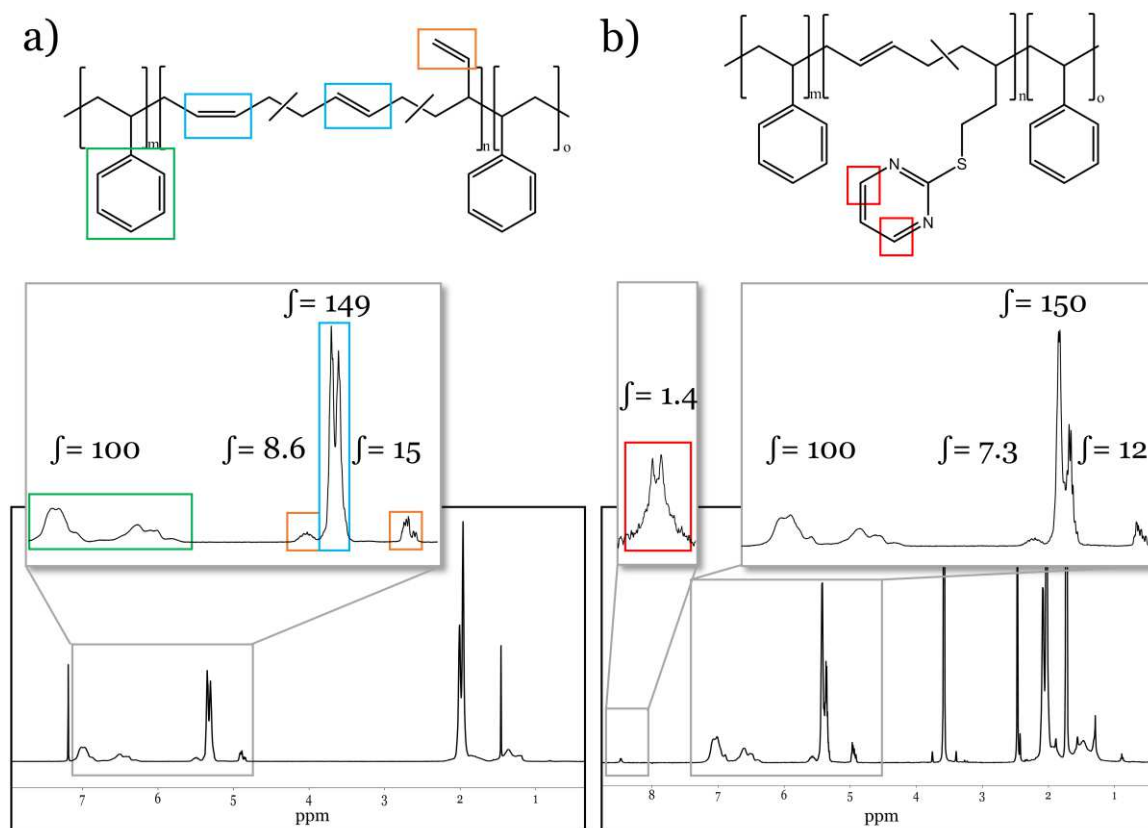 a)
m
n
o
b)
m
n
o
N
S
N
∫= 149
∫= 100
∫= 8.6
∫= 15
∫= 1.4
∫= 150
∫= 100
∫= 7.3
∫= 12
7 6 5 4 3 2 1
ppm
8 7 6 5 4 3 2 1
ppm